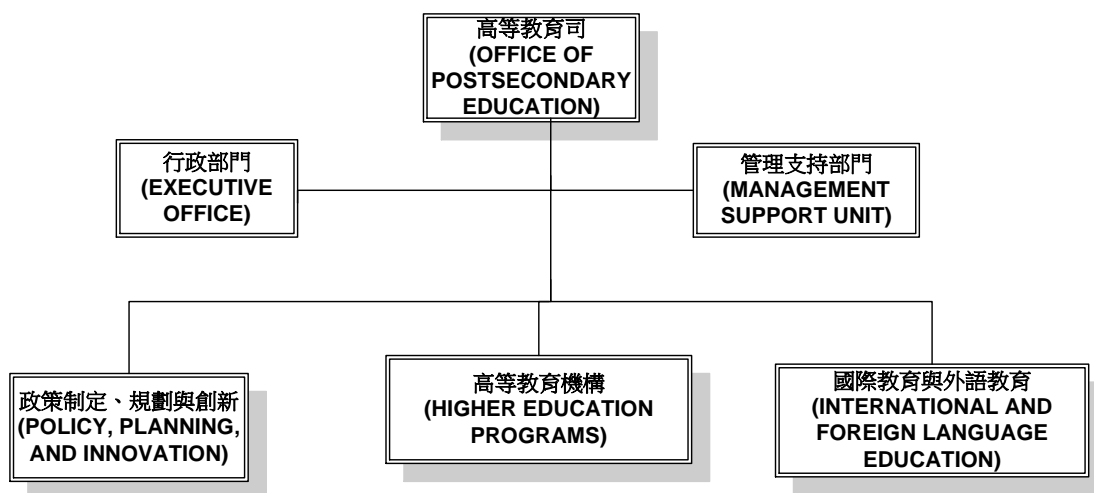 高等教育司
(OFFICE OF
POSTSECONDARY
EDUCATION)
行政部門
(EXECUTIVE
OFFICE)
管理支持部門
(MANAGEMENT
SUPPORT UNIT)
政策制定、規劃與創新
(POLICY, PLANNING,
AND INNOVATION)
高等教育機構
(HIGHER EDUCATION
PROGRAMS)
國際教育與外語教育
(INTERNATIONAL AND
FOREIGN LANGUAGE
EDUCATION)